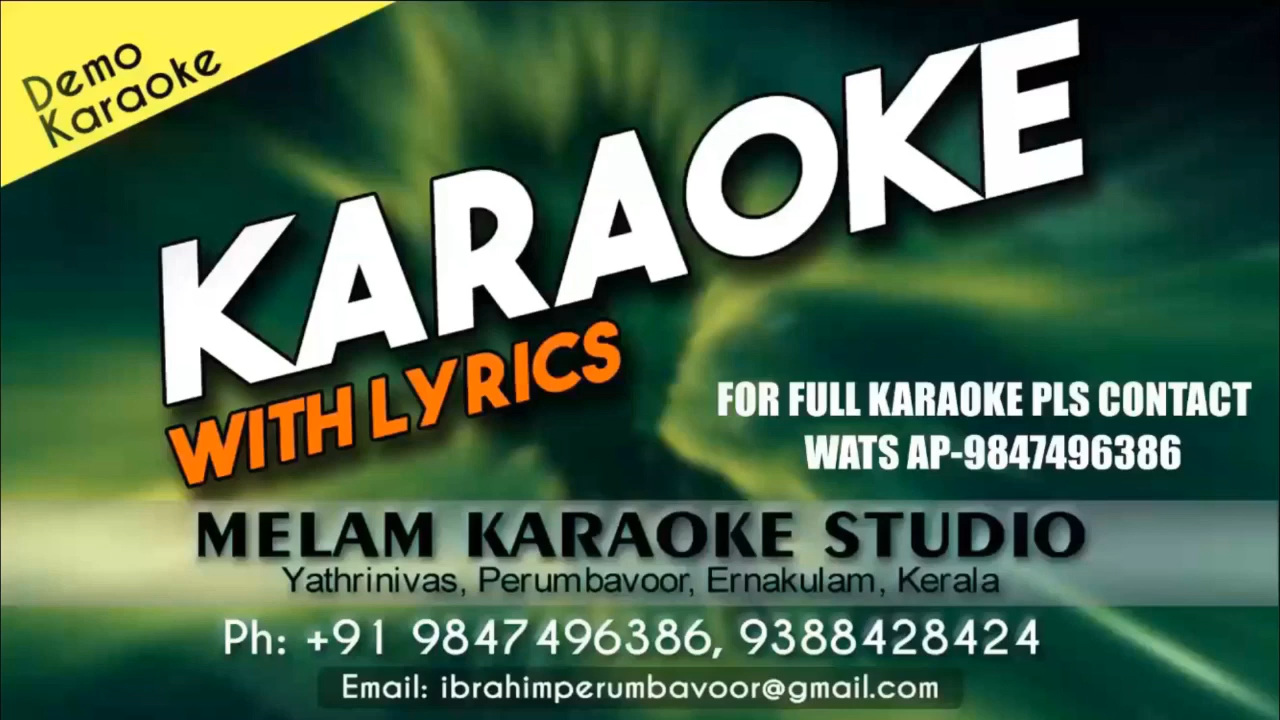 Demo
Karaoke
KARAOKE
WITH LYRICS
FOR FULL KARAOKE PLS CONTACT
WATS AP-9847496386
MELAM KARAOKE STUDIO
Yathrinivas, Perumbavoor, Ernakulam, Kerala
Ph: +91 9847496386, 9388428424
Email: ibrahimperumbavoor@gmail.com